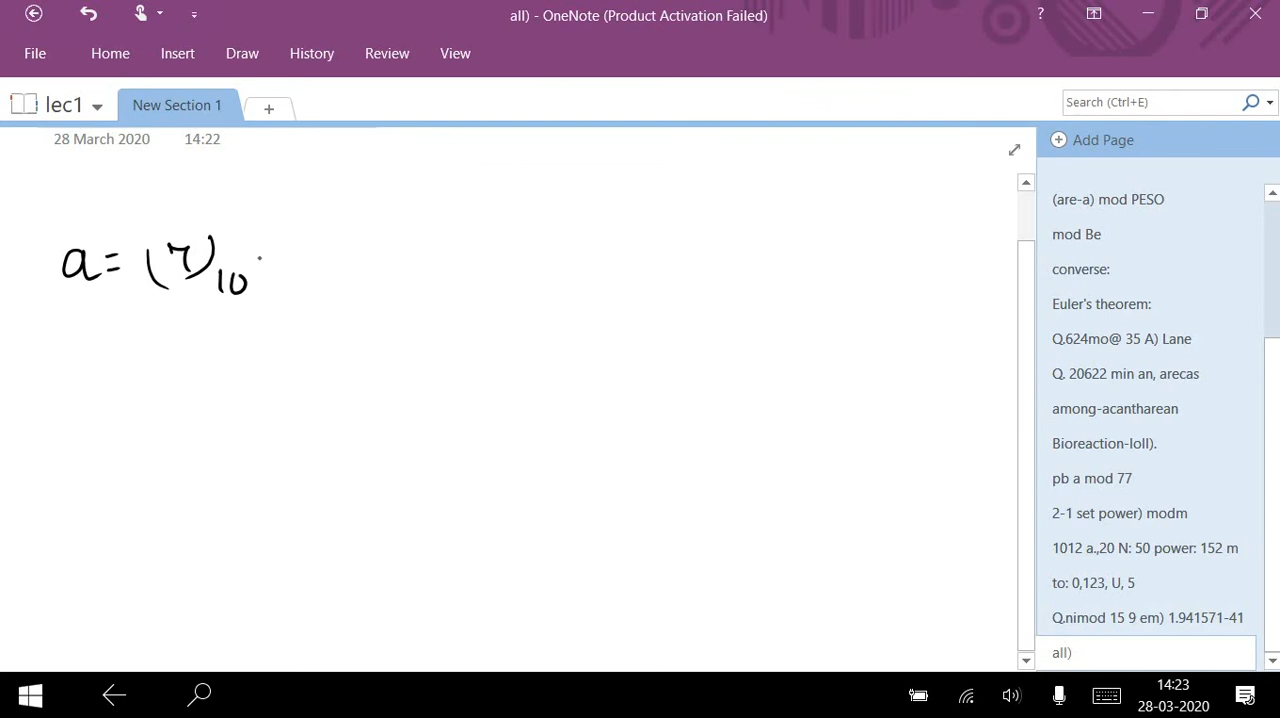 all) - OneNote (Product Activation Failed)
?
File Home Insert Draw History Review View
lec1 New Section 1 +
Search (Ctrl+E)
28 March 2020 14:22
a = (7)10
Add Page
(are-a) mod PESO
mod Be
converse:
Euler's theorem:
Q.624mo@ 35 A) Lane
Q. 20622 min an, arecas
among-acantharean
Bioreaction-loll).
pb a mod 77
2-1 set power) modm
1012 a.,20 N: 50 power: 152 m
to: 0,123, U, 5
Q.nimod 15 9 em) 1.941571-41
all)
14:23
28-03-2020